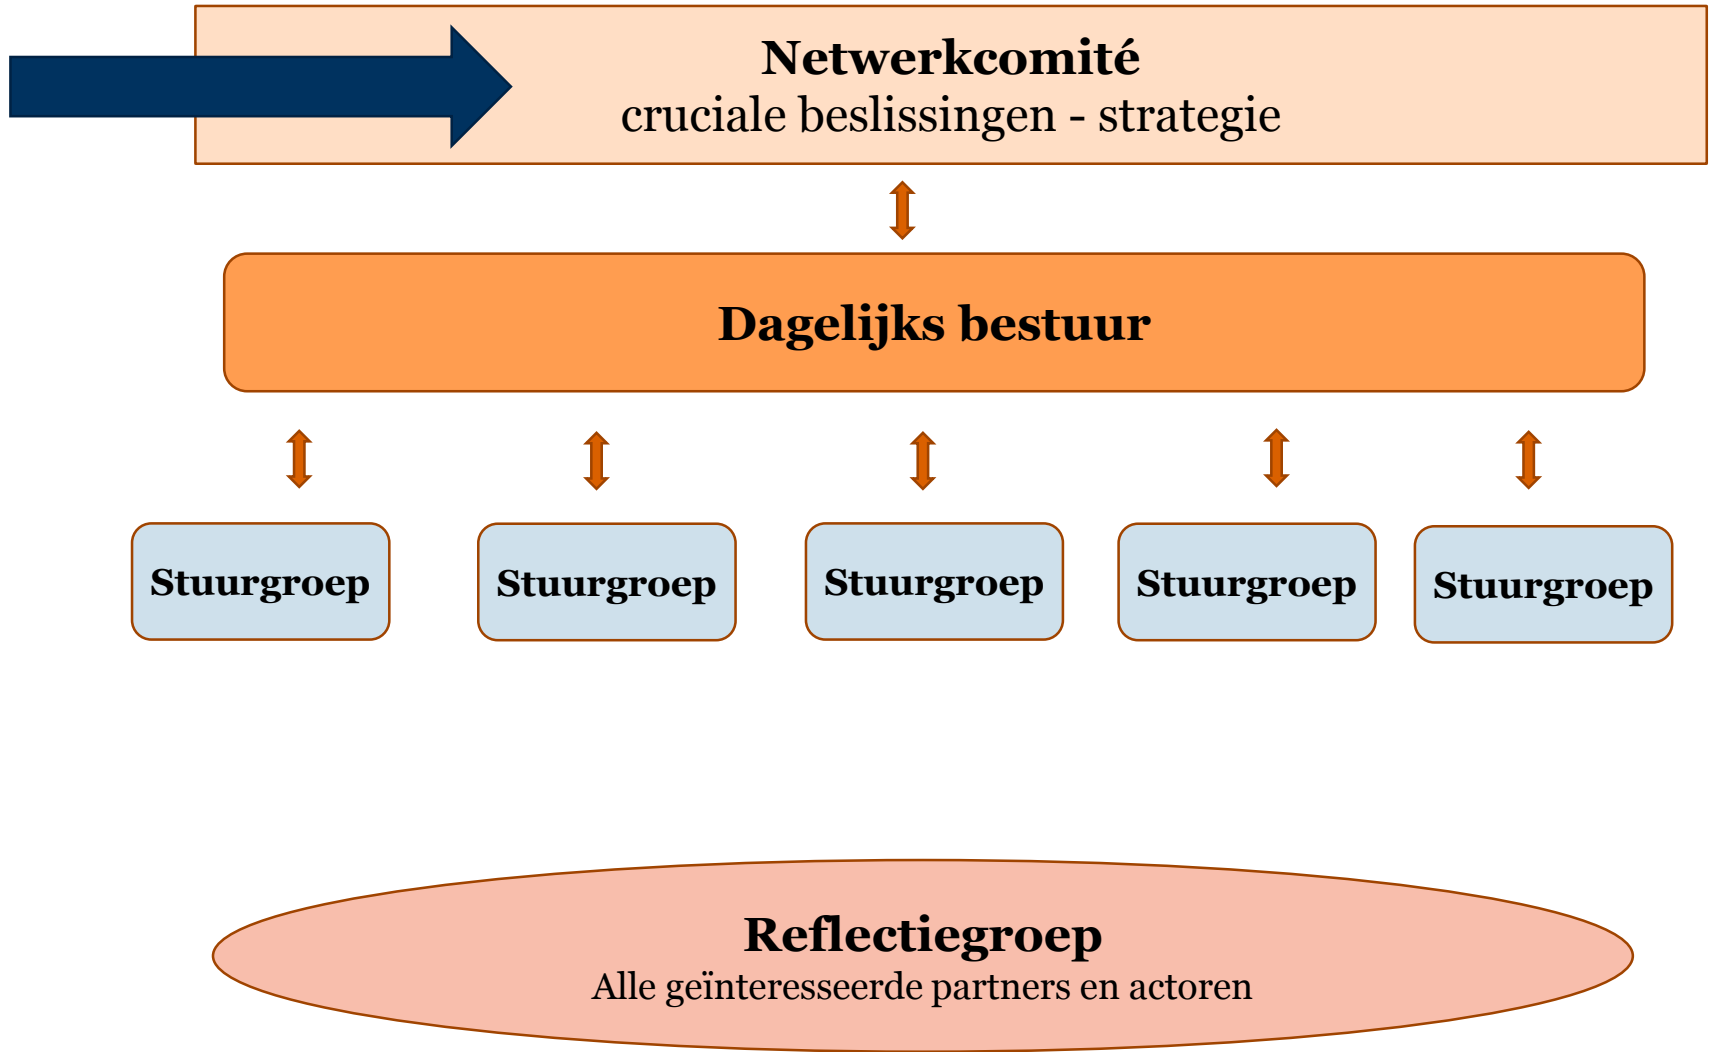 Netwerkcomité
cruciale beslissingen - strategie
Dagelijks bestuur
Stuurgroep
Stuurgroep
Stuurgroep
Stuurgroep
Stuurgroep
Reflectiegroep
Alle geïnteresseerde partners en actoren